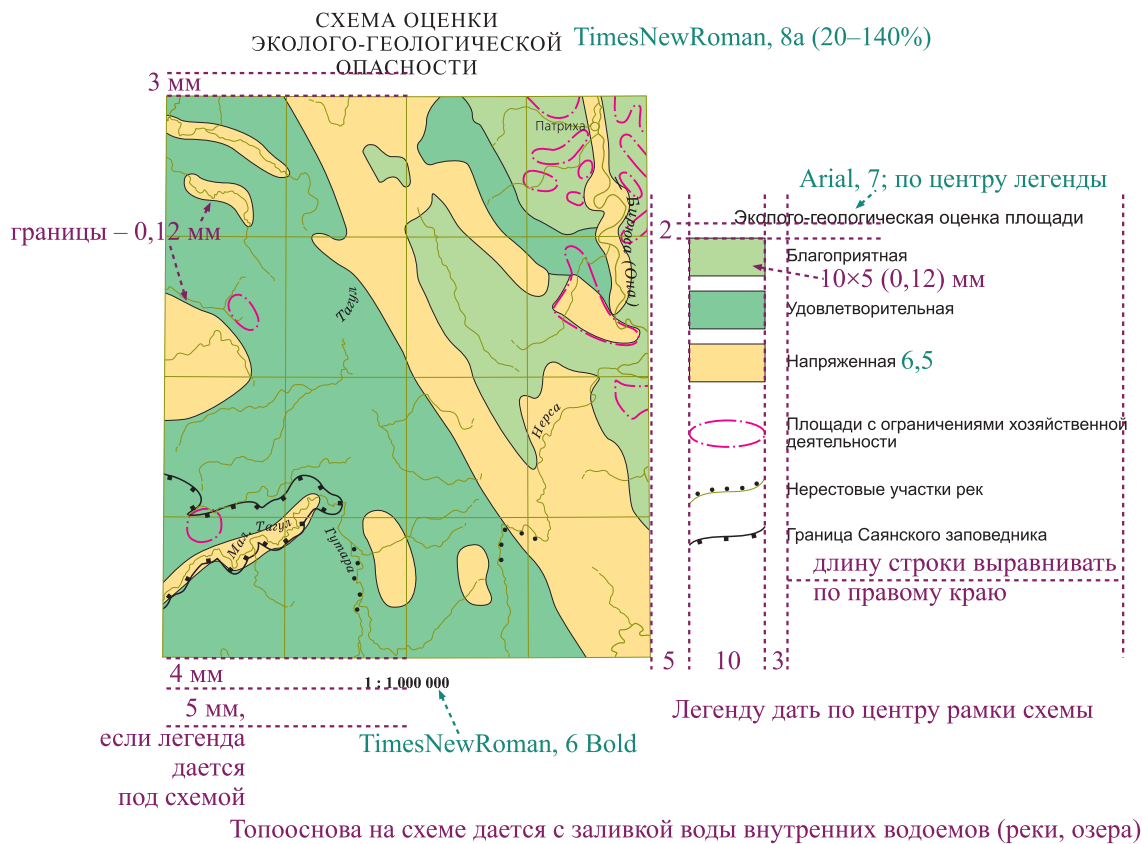 СХЕМА ОЦЕНКИ
ЭКОЛОГО-ГЕОЛОГИЧЕСКОЙ
ОПАСНОСТИ
TimesNewRoman, 8а (20–140%)
3 мм
Патриха
Arial, 7; по центру легенды
Эколого-геологическая оценка площади
границы – 0,12 мм
2
Бирюса (Она)
Благоприятная
10×5 (0,12) мм
Тагул
Удовлетворительная
Напряженная 6,5
Нерса
Площади с ограничениями хозяйственной
деятельности
Нерестовые участки рек
Мал. Тагул
Гутара
Граница Саянского заповедника
длину строки выравнивать
по правому краю
5
10
3
4 мм
1 : 1 000 000
5 мм,
если легенда
дается
под схемой
Легенду дать по центру рамки схемы
TimesNewRoman, 6 Bold
Топооснова на схеме дается с заливкой воды внутренних водоемов (реки, озера)